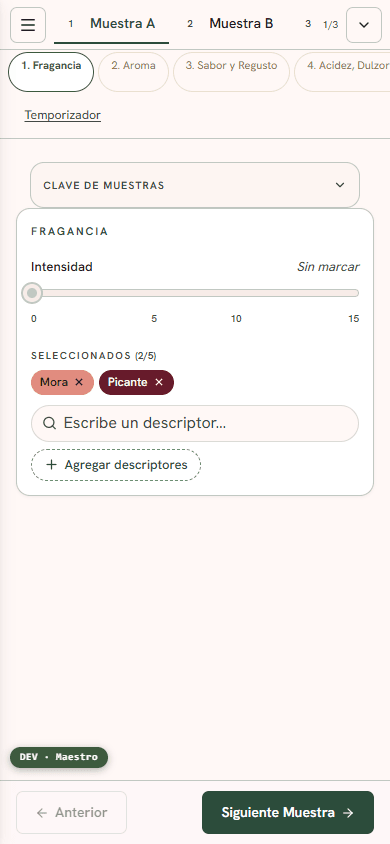 1 Muestra A 2 Muestra B 3 1/3
1. Fragancia 2. Aroma 3. Sabor y Regusto 4. Acidez, Dulzor
Temporizador
CLAVE DE MUESTRAS
FRAGANCIA
Intensidad Sin marcar
0 5 10 15
SELECCIONADOS (2/5)
Mora × Picante ×
Escribe un descriptor...
+ Agregar descriptores
DEV · Maestro
← Anterior Siguiente Muestra →